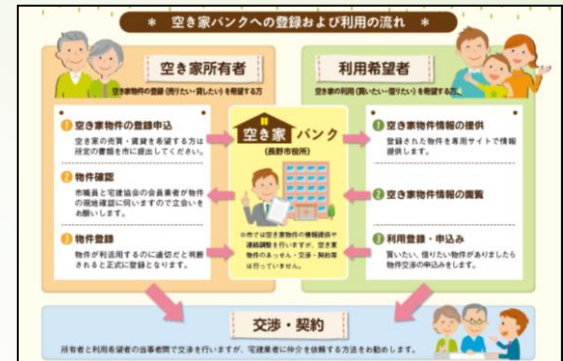 ＊ 空き家バンクへの登録および利用の流れ ＊
空き家所有者
空き家物件の登録（売りたい・貸したい）を希望する方
利用希望者
空き家の利用（買いたい・借りたい）を希望する方
❶空き家物件の登録申込
空き家の売買・賃貸を希望する方は
所定の書類を市に提出してください。
❷物件確認
市職員と宅建協会の会員業者が物件
の現地確認に伺いますので立会いを
お願いします。
❸物件登録
物件が利活用するのに適切だと判断
されると正式に登録となります。
空き家バンク
（長野市役所）
※市では空き家物件の情報提供や
連絡調整を行いますが、空き家
物件のあっせん・交渉・契約等
は行っていません。
❶空き家物件情報の提供
登録された物件を専用サイトで情報
提供します。
❷空き家物件情報の閲覧
❸利用登録・申込み
買いたい、借りたい物件がありましたら
物件交渉の申込みをします。
交渉・契約
所有者と利用希望者の当事者間で交渉を行いますが、宅建業者に仲介を依頼する方法をお勧めします。